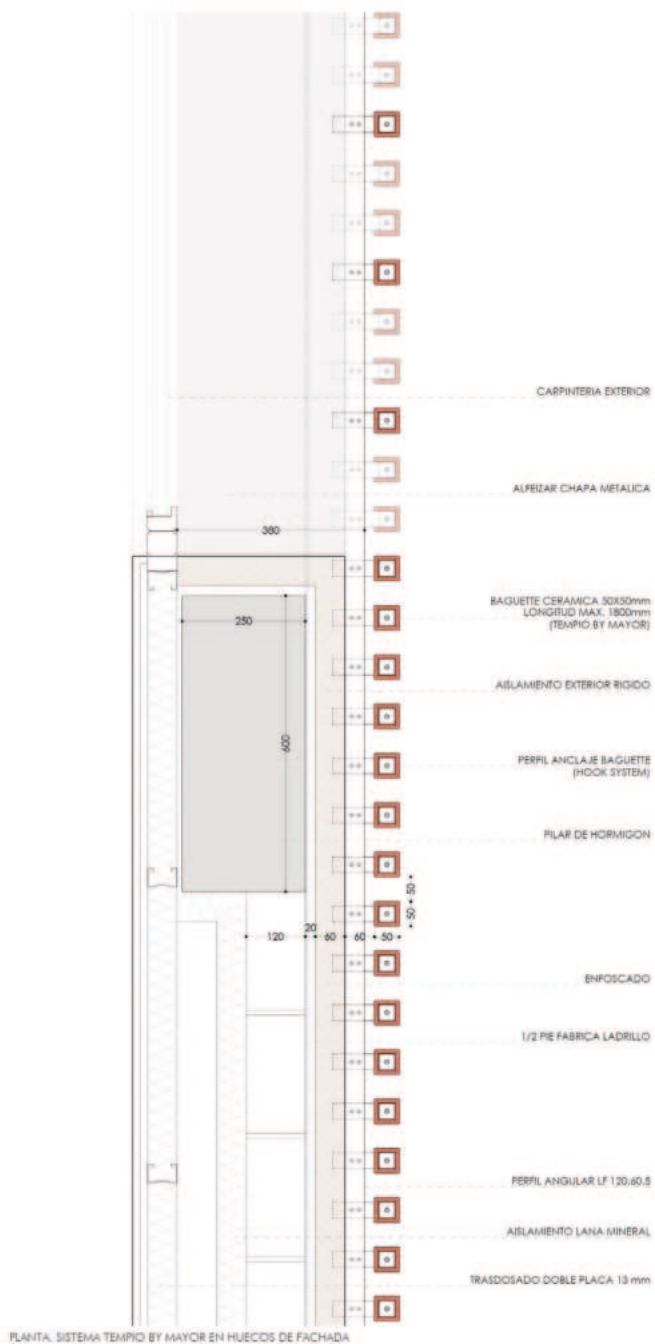 CARPINTERIA EXTERIOR
ALFEIZAR CHAPA METALICA
380
BAGUETTE CERAMICA 50X50mm
LONGITUD MAX. 1800mm
(TEMPIO BY MAYOR)
250
AISLAMIENTO EXTERIOR RIGIDO
600
PERFIL ANCLAJE BAGUETTE
(HOOK SYSTEM)
PILAR DE HORMIGON
50
50
120
20
60
60
50
ENFOSCADO
1/2 PIE FABRICA LADRILLO
PERFIL ANGULAR LF 120.60.5
AISLAMIENTO LANA MINERAL
TRASDOSADO DOBLE PLACA 13 mm
PLANTA. SISTEMA TEMPIO BY MAYOR EN HUECOS DE FACHADA